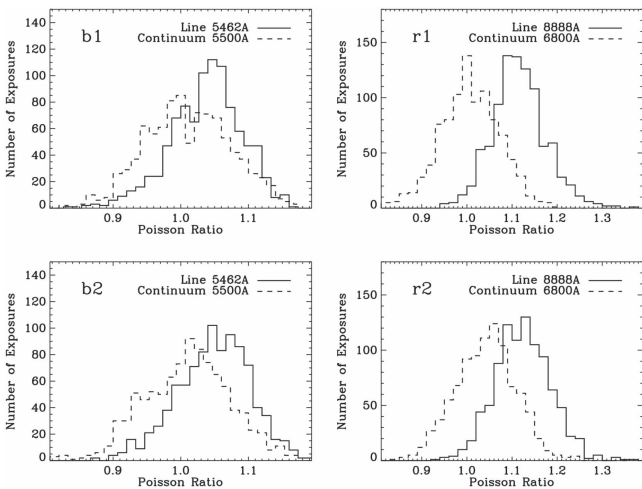 b1
Line 5462A
Continuum 5500A
Number of Exposures
140
120
100
80
60
40
20
0
0.9 1.0 1.1
Poisson Ratio
r1
Line 8888A
Continuum 6800A
Number of Exposures
150
100
50
0
0.9 1.0 1.1 1.2 1.3
Poisson Ratio
b2
Line 5462A
Continuum 5500A
Number of Exposures
140
120
100
80
60
40
20
0
0.9 1.0 1.1
Poisson Ratio
r2
Line 8888A
Continuum 6800A
Number of Exposures
150
100
50
0
0.9 1.0 1.1 1.2 1.3
Poisson Ratio